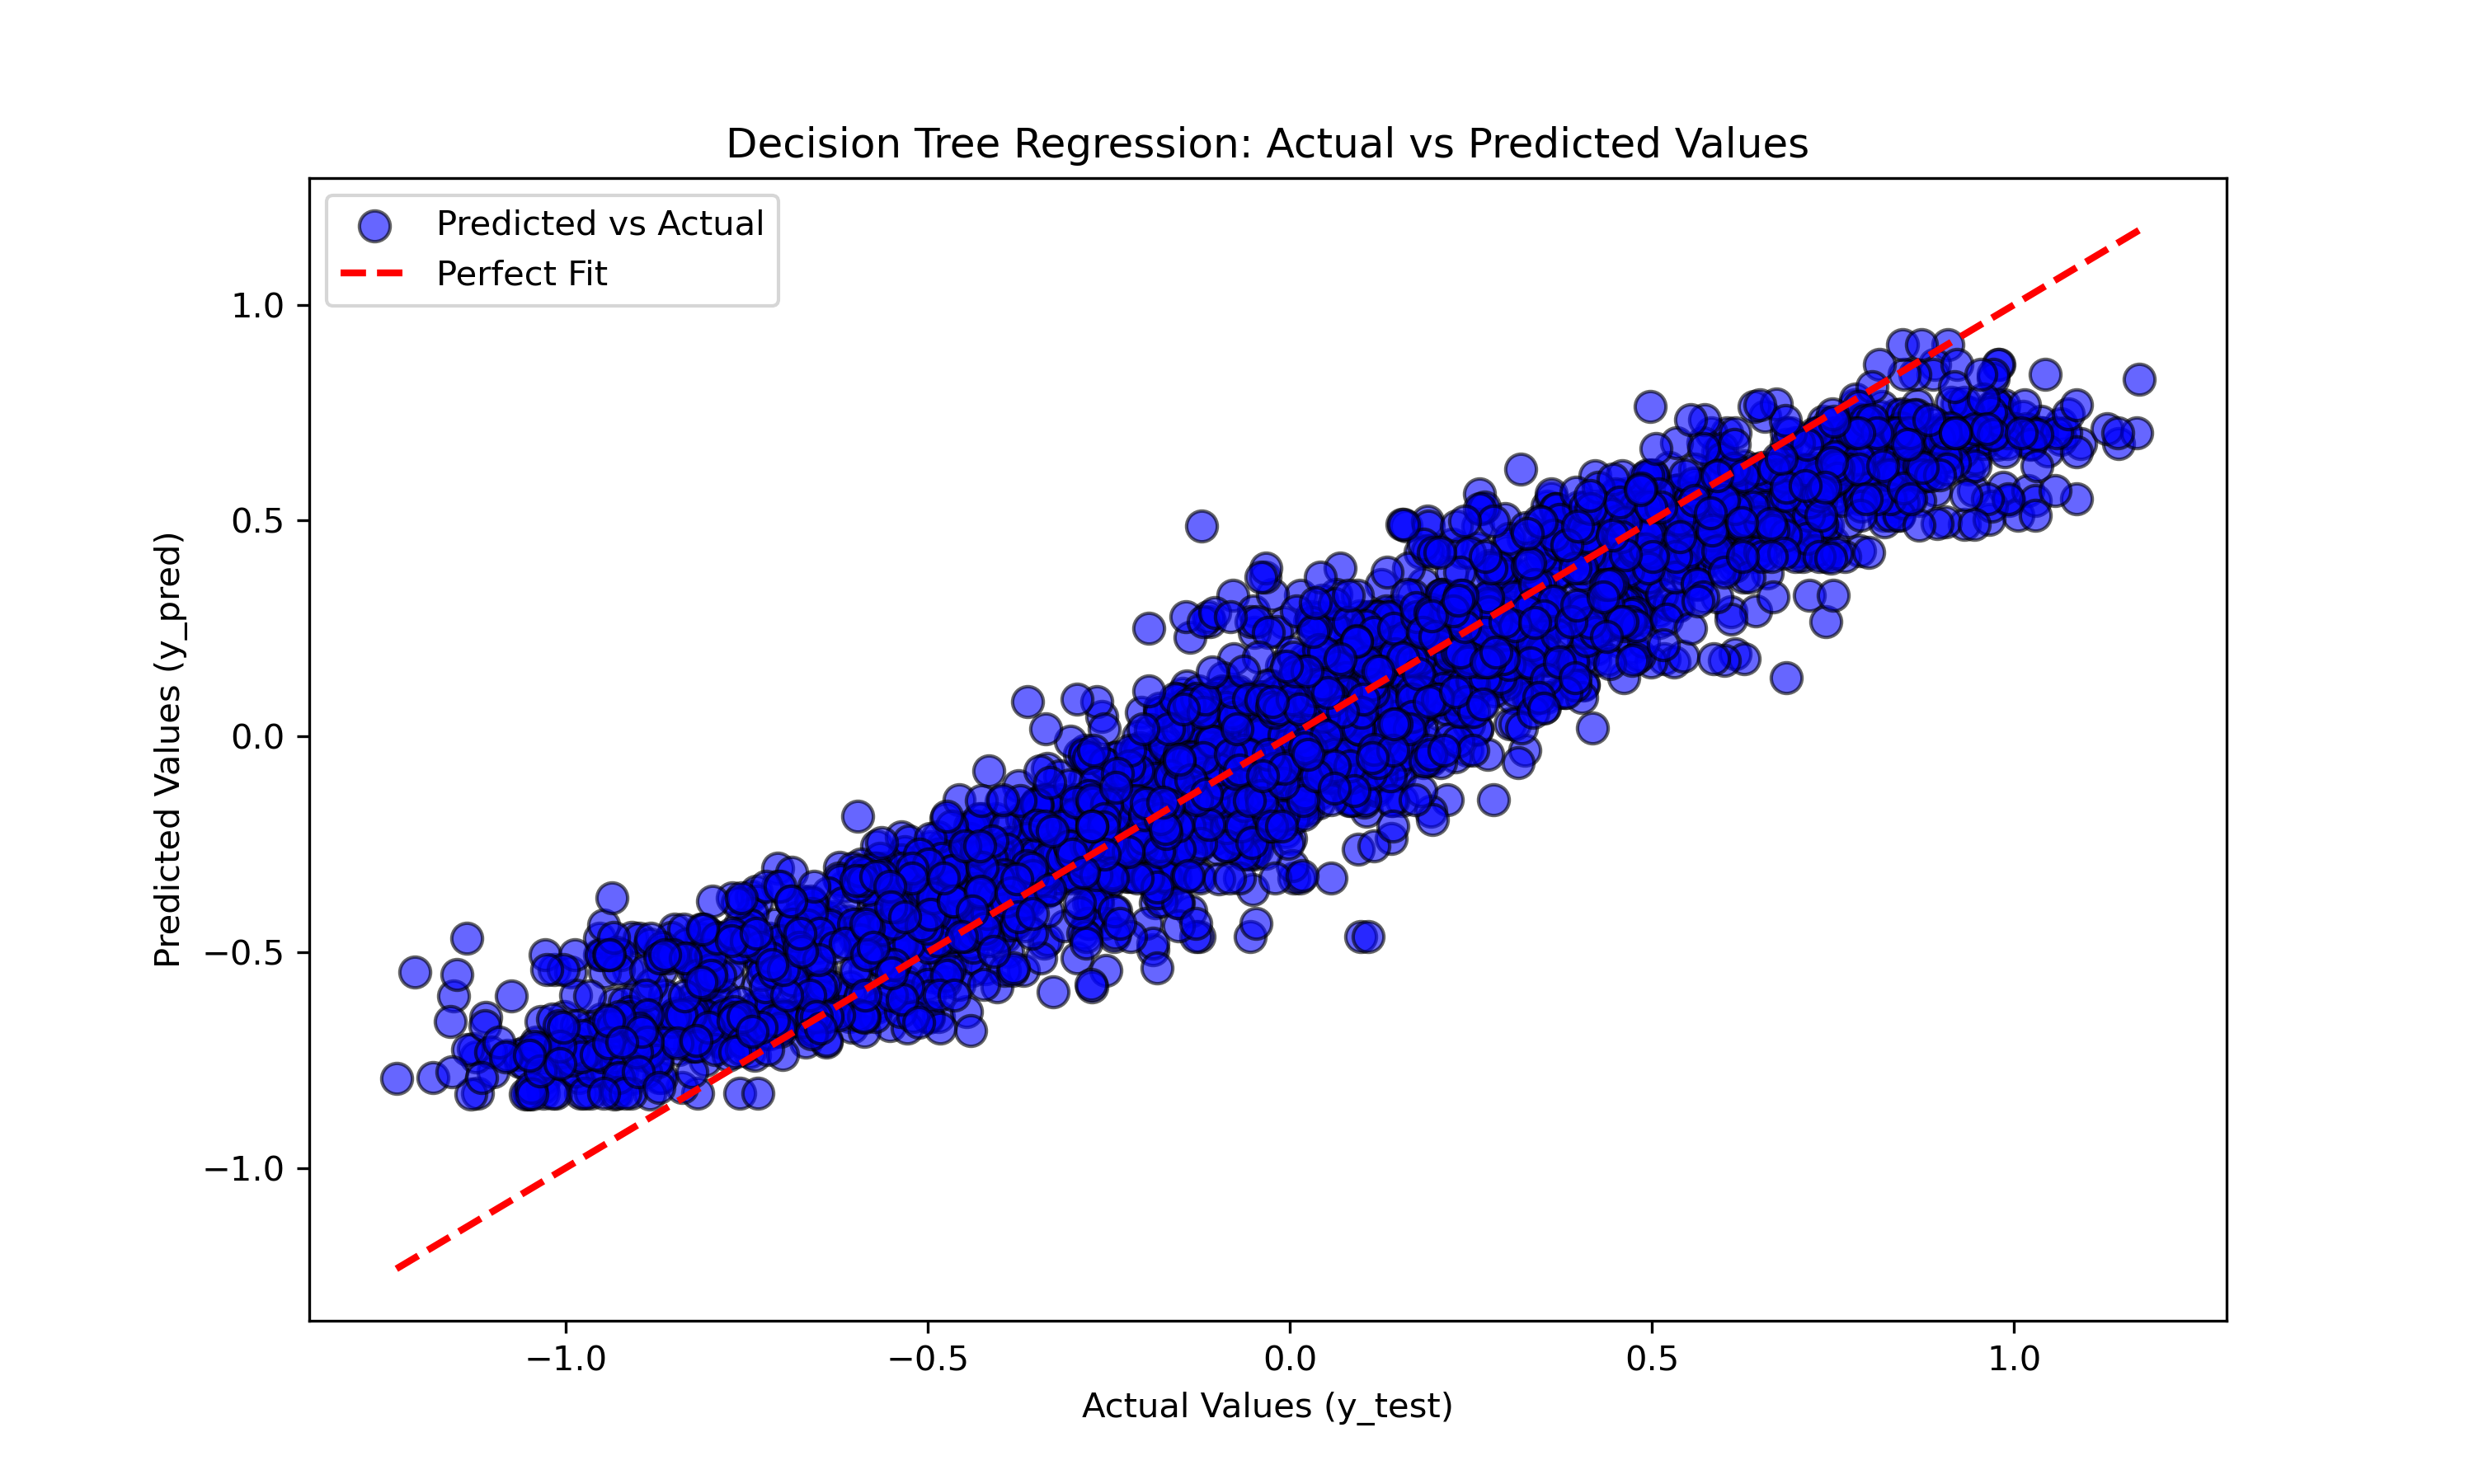 Decision Tree Regression: Actual vs Predicted Values
Predicted vs Actual
Perfect Fit
1.0
0.5
0.0
−0.5
−1.0
Predicted Values (y_pred)
−1.0
−0.5
0.0
0.5
1.0
Actual Values (y_test)